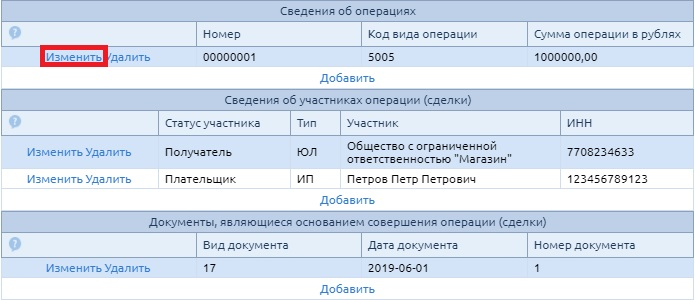 Сведения об операциях
? Номер Код вида операции Сумма операции в рублях
Изменить Удалить 00000001 5005 1000000,00
Добавить
Сведения об участниках операции (сделки)
? Статус участника Тип Участник ИНН
Изменить Удалить Получатель ЮЛ Общество с ограниченной
ответственностью "Магазин" 7708234633
Изменить Удалить Плательщик ИП Петров Петр Петрович 123456789123
Добавить
Документы, являющиеся основанием совершения операции (сделки)
? Вид документа Дата документа Номер документа
Изменить Удалить 17 2019-06-01 1
Добавить